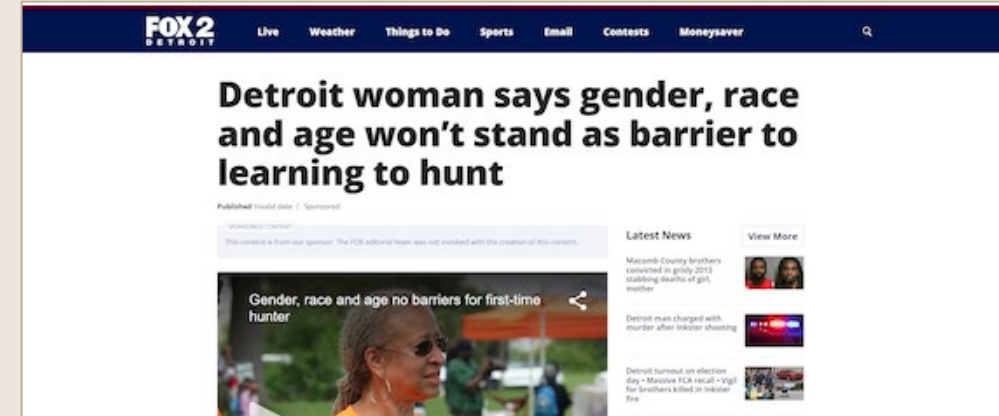 FOX 2
DETROIT
Live Weather Things to Do Sports Email Contests Moneysaver
Detroit woman says gender, race
and age won't stand as barrier to
learning to hunt
Published Invalid date | Sponsored
SPONSORED CONTENT
This content is from our sponsor. The FOX editorial team was not involved with the creation of this content.
Gender, race and age no barriers for first-time
hunter
Latest News View More
Macomb County brothers
convicted in grisly 2013
stabbing deaths of girl,
mother
Detroit man charged with
murder after Inkster shooting
Detroit turnout on election
day • Massive FCA recall • Vigil
for brothers killed in Inkster
fire